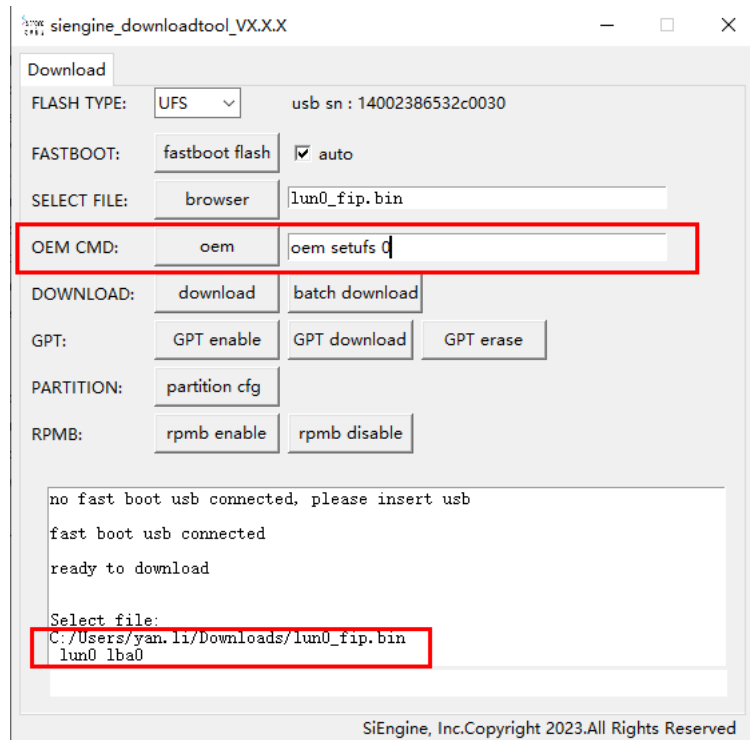 siengine_downloadtool_VX.X.X
Download
FLASH TYPE: UFS usb sn : 14002386532c0030
FASTBOOT: fastboot flash auto
SELECT FILE: browser lun0_fip.bin
OEM CMD: oem oem setufs 0
DOWNLOAD: download batch download
GPT: GPT enable GPT download GPT erase
PARTITION: partition cfg
RPMB: rpmb enable rpmb disable
no fast boot usb connected, please insert usb
fast boot usb connected
ready to download
Select file:
C:/Users/yan.li/Downloads/lun0_fip.bin
lun0 lba0
SiEngine, Inc.Copyright 2023.All Rights Reserved